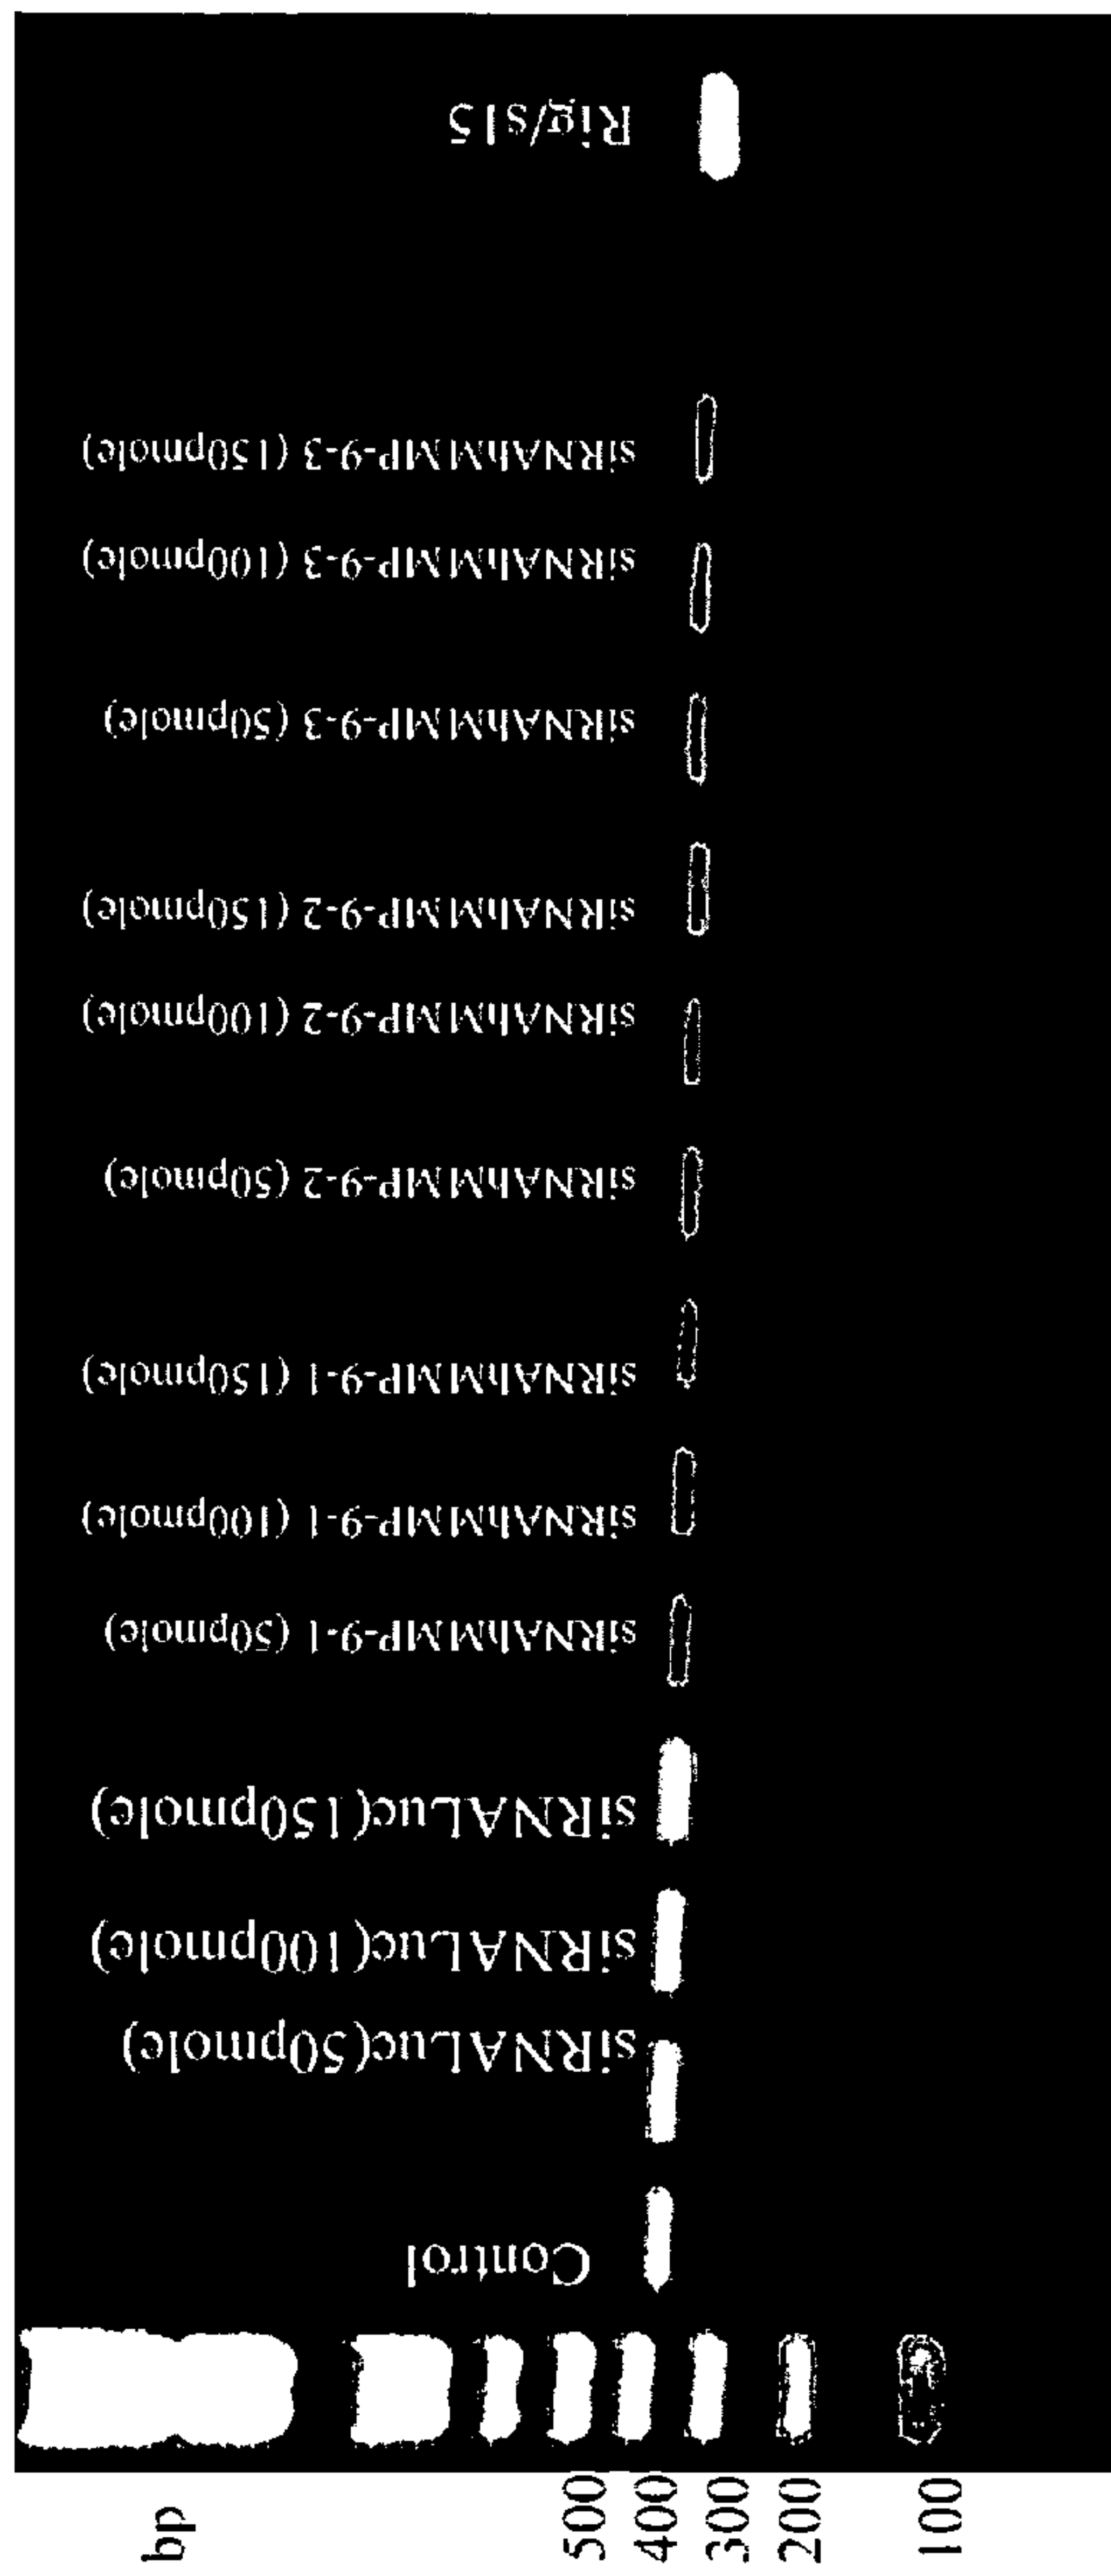 bp
500
400
300
200
100
Control
siRNALuc(50pmole)
siRNALuc(100pmole)
siRNALuc(150pmole)
siRNAhMMP-9-1 (50pmole)
siRNAhMMP-9-1 (100pmole)
siRNAhMMP-9-1 (150pmole)
siRNAhMMP-9-2 (50pmole)
siRNAhMMP-9-2 (100pmole)
siRNAhMMP-9-2 (150pmole)
siRNAhMMP-9-3 (50pmole)
siRNAhMMP-9-3 (100pmole)
siRNAhMMP-9-3 (150pmole)
Rig/s15